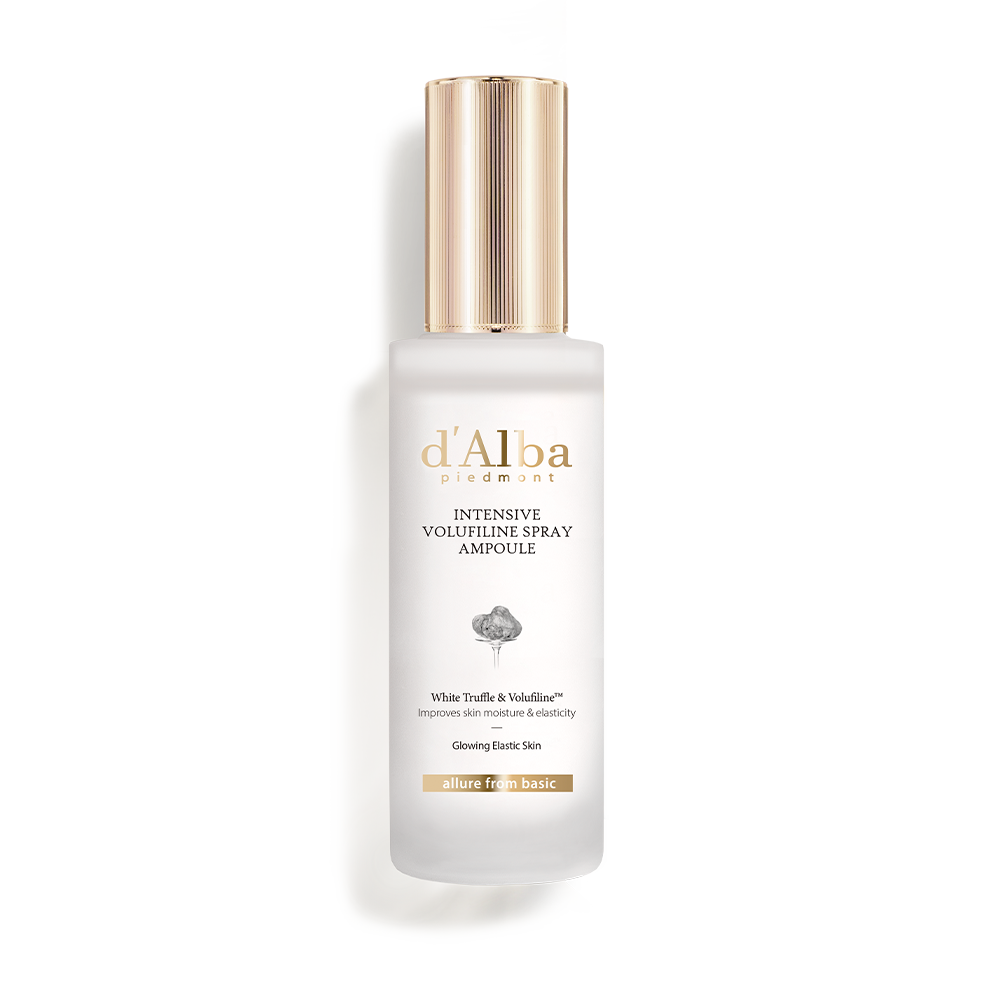 d'Alba
piedmont
INTENSIVE
VOLUFILINE SPRAY
AMPOULE
White Truffle & Volufiline™
Improves skin moisture & elasticity
Glowing Elastic Skin
allure from basic